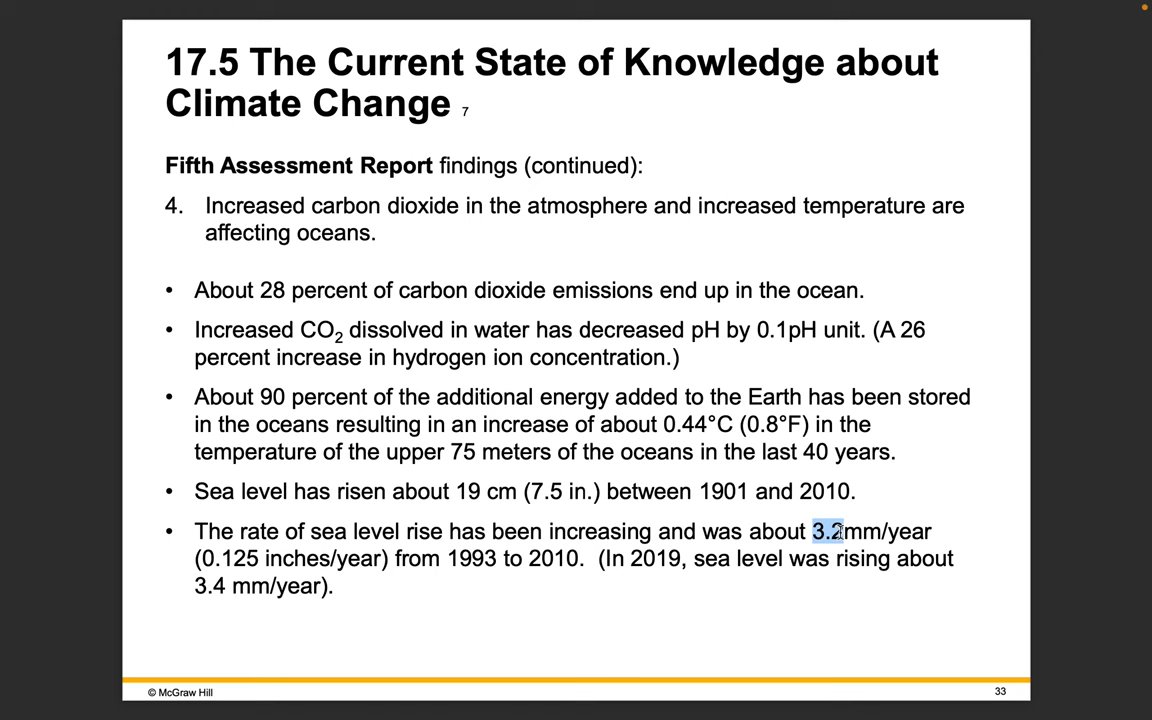 17.5 The Current State of Knowledge about
Climate Change 7
Fifth Assessment Report findings (continued):
4. Increased carbon dioxide in the atmosphere and increased temperature are
affecting oceans.
• About 28 percent of carbon dioxide emissions end up in the ocean.
• Increased CO₂ dissolved in water has decreased pH by 0.1pH unit. (A 26
percent increase in hydrogen ion concentration.)
• About 90 percent of the additional energy added to the Earth has been stored
in the oceans resulting in an increase of about 0.44°C (0.8°F) in the
temperature of the upper 75 meters of the oceans in the last 40 years.
• Sea level has risen about 19 cm (7.5 in.) between 1901 and 2010.
• The rate of sea level rise has been increasing and was about 3.2mm/year
(0.125 inches/year) from 1993 to 2010. (In 2019, sea level was rising about
3.4 mm/year).
© McGraw Hill
33